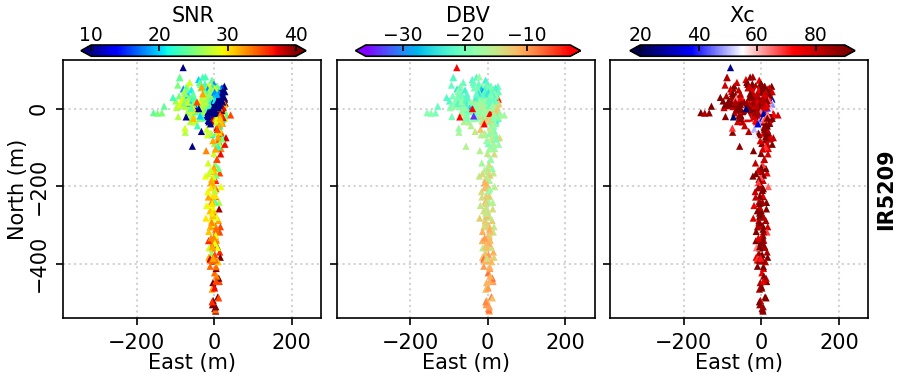 SNR DBV Xc
10 20 30 40 −30 −20 −10 20 40 60 80
0
−200
−400
North (m)
IR5209
−200 0 200 −200 0 200 −200 0 200
East (m) East (m) East (m)